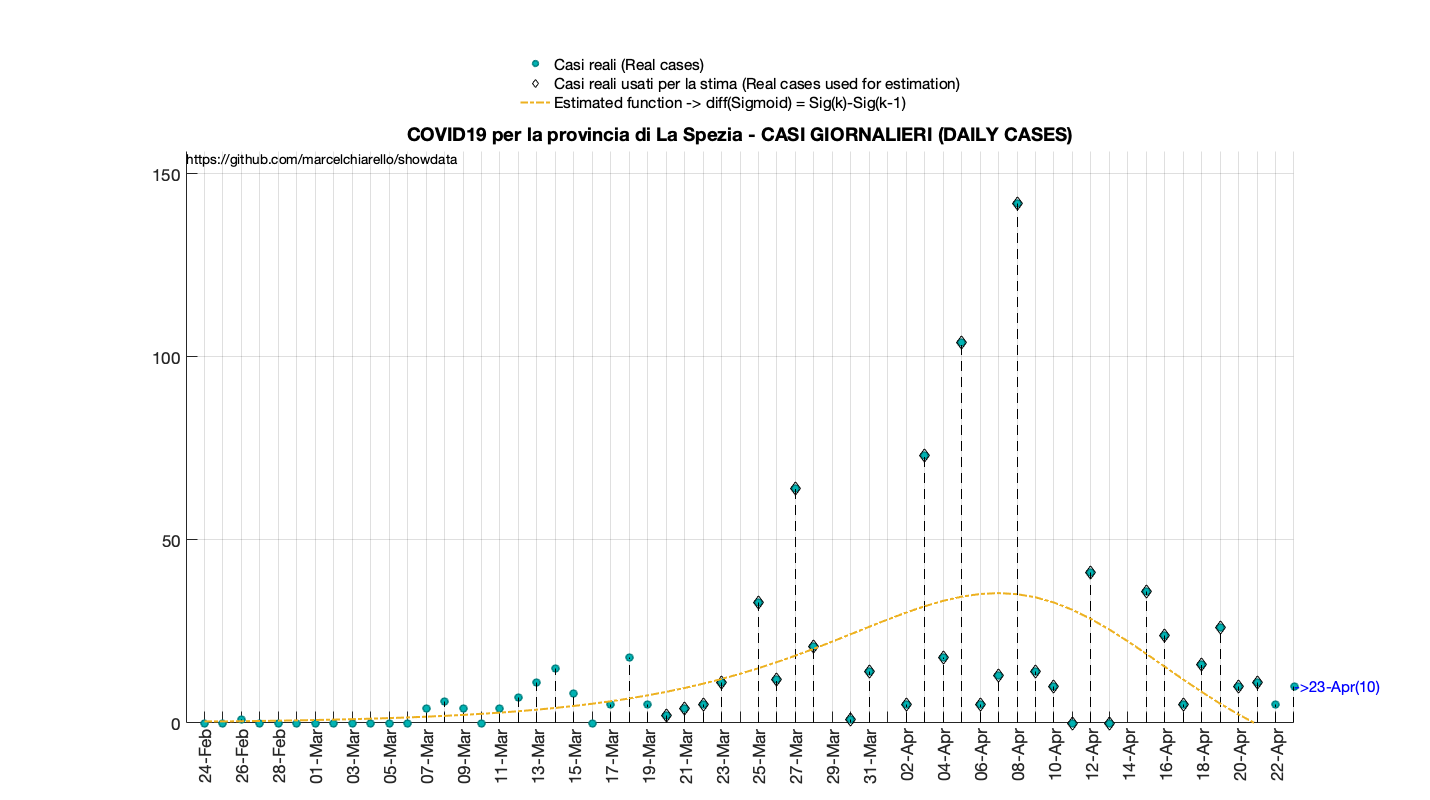 Casi reali (Real cases)
Casi reali usati per la stima (Real cases used for estimation)
Estimated function -> diff(Sigmoid) = Sig(k)-Sig(k-1)
COVID19 per la provincia di La Spezia - CASI GIORNALIERI (DAILY CASES)
https://github.com/marcelchiarello/showdata
150
100
50
0
->23-Apr(10)
24-Feb
26-Feb
28-Feb
01-Mar
03-Mar
05-Mar
07-Mar
09-Mar
11-Mar
13-Mar
15-Mar
17-Mar
19-Mar
21-Mar
23-Mar
25-Mar
27-Mar
29-Mar
31-Mar
02-Apr
04-Apr
06-Apr
08-Apr
10-Apr
12-Apr
14-Apr
16-Apr
18-Apr
20-Apr
22-Apr